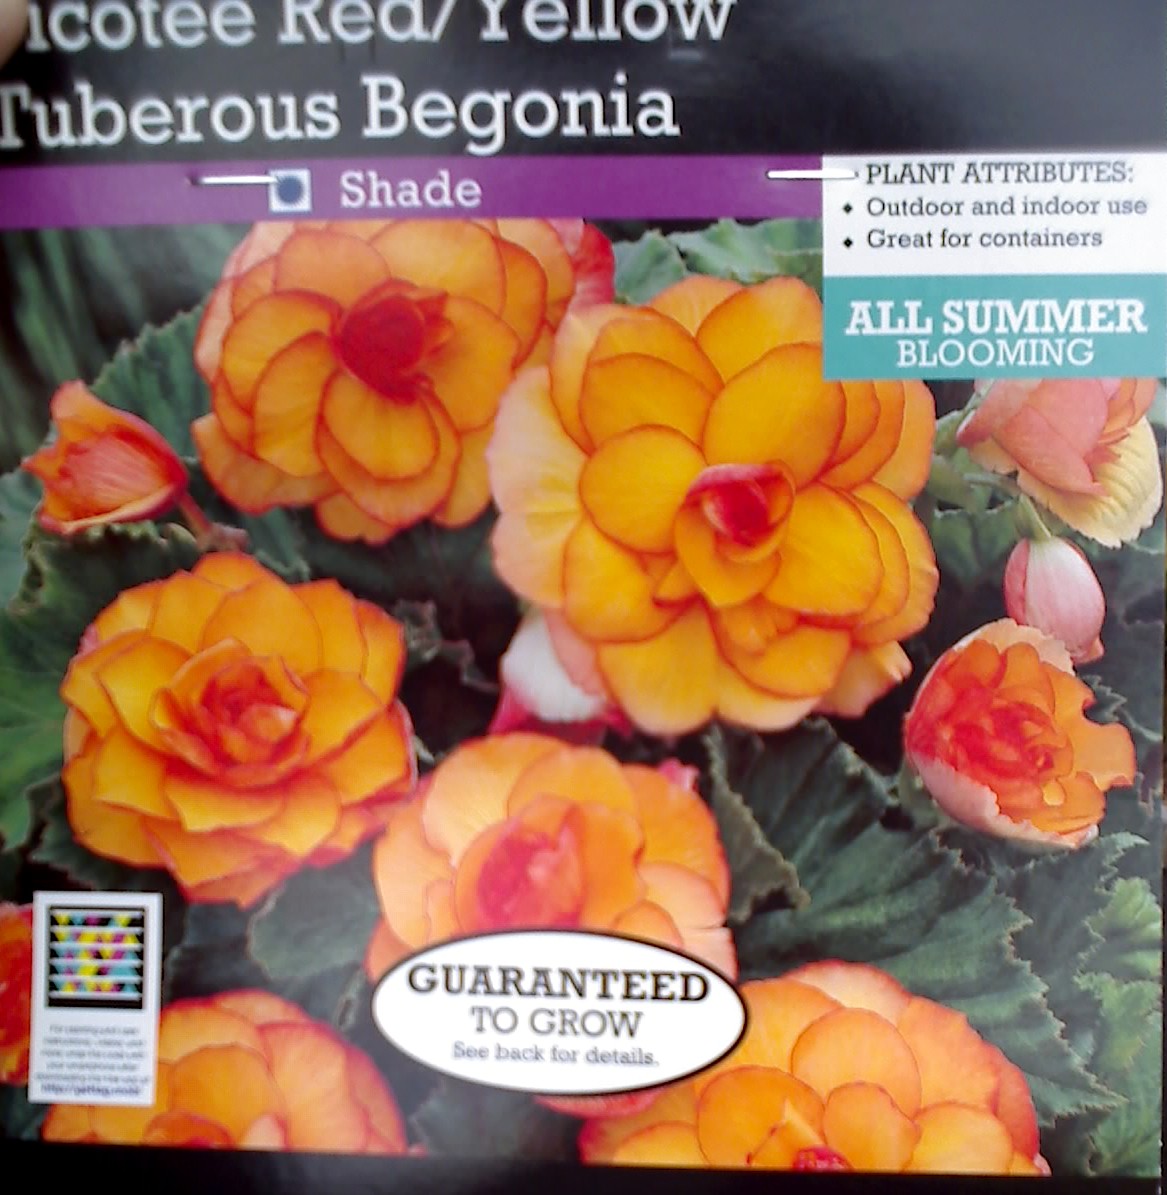 icotee Red/Yellow
Tuberous Begonia
Shade
PLANT ATTRIBUTES:
• Outdoor and indoor use
• Great for containers
ALL SUMMER
BLOOMING
GUARANTEED
TO GROW
See back for details.